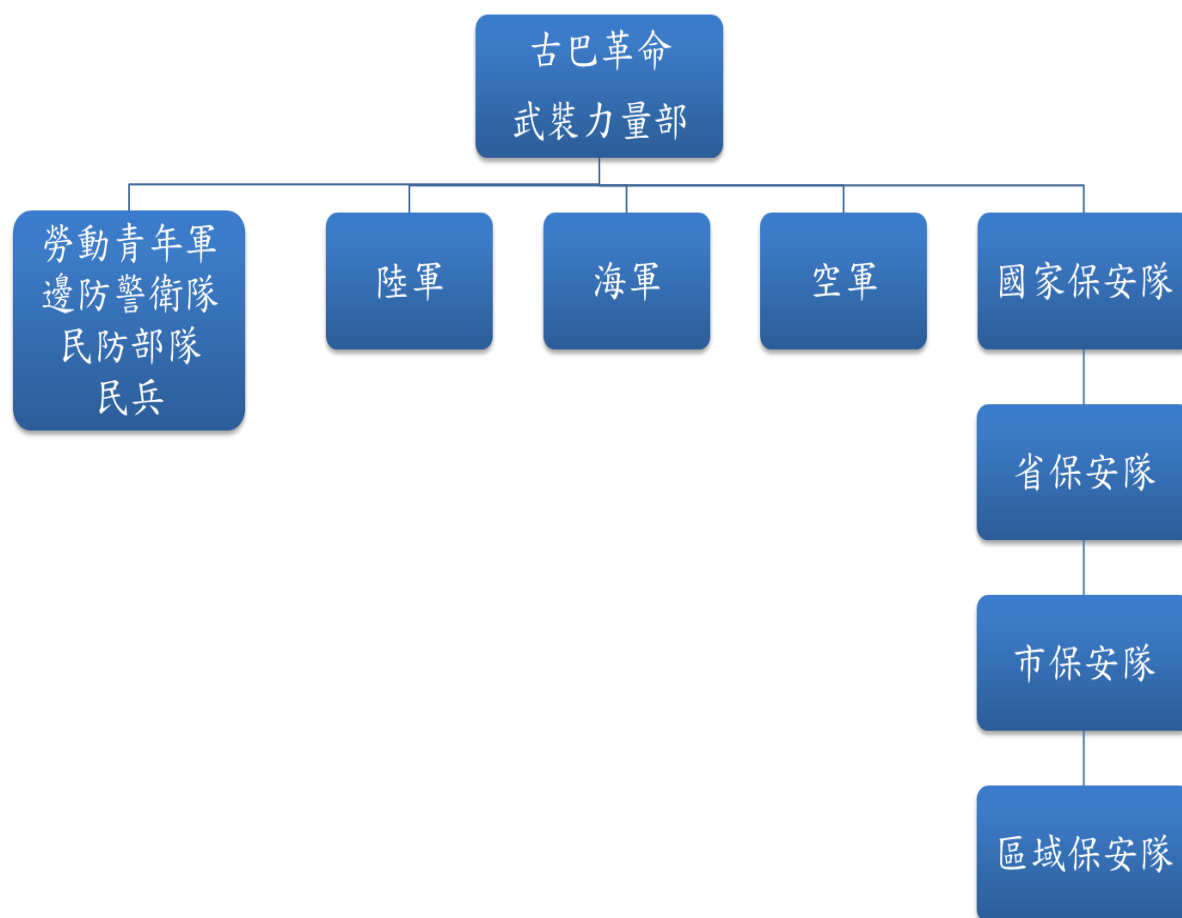 古巴革命
武裝力量部
勞動青年軍
邊防警衛隊
民防部隊
民兵
陸軍
海軍
空軍
國家保安隊
省保安隊
市保安隊
區域保安隊